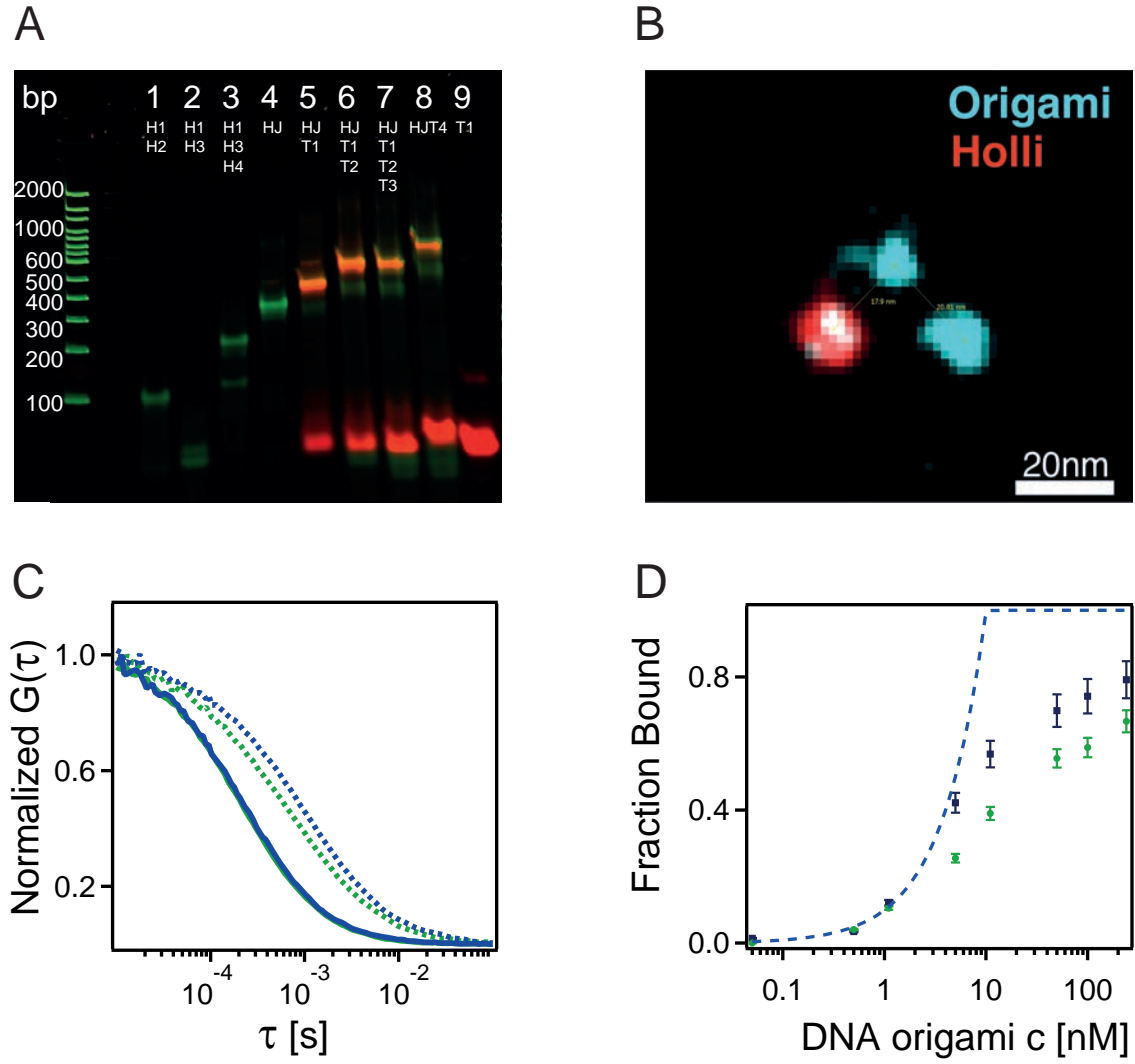 A
bp 1 2 3 4 5 6 7 8 9
H1 H1 H1 HJ HJ HJ HJ HJT4 T1
H2 H3 H3 T1 T1 T1
H4 T2 T2
T3
2000
1000
600
500
400
300
200
100
B
Origami
Holli
17.9 nm
20.81 nm
20nm
C
Normalized G(τ)
1.0
0.6
0.2
10⁻⁴ 10⁻³ 10⁻²
τ [s]
D
Fraction Bound
0.8
0.4
0.0
0.1 1 10 100
DNA origami c [nM]